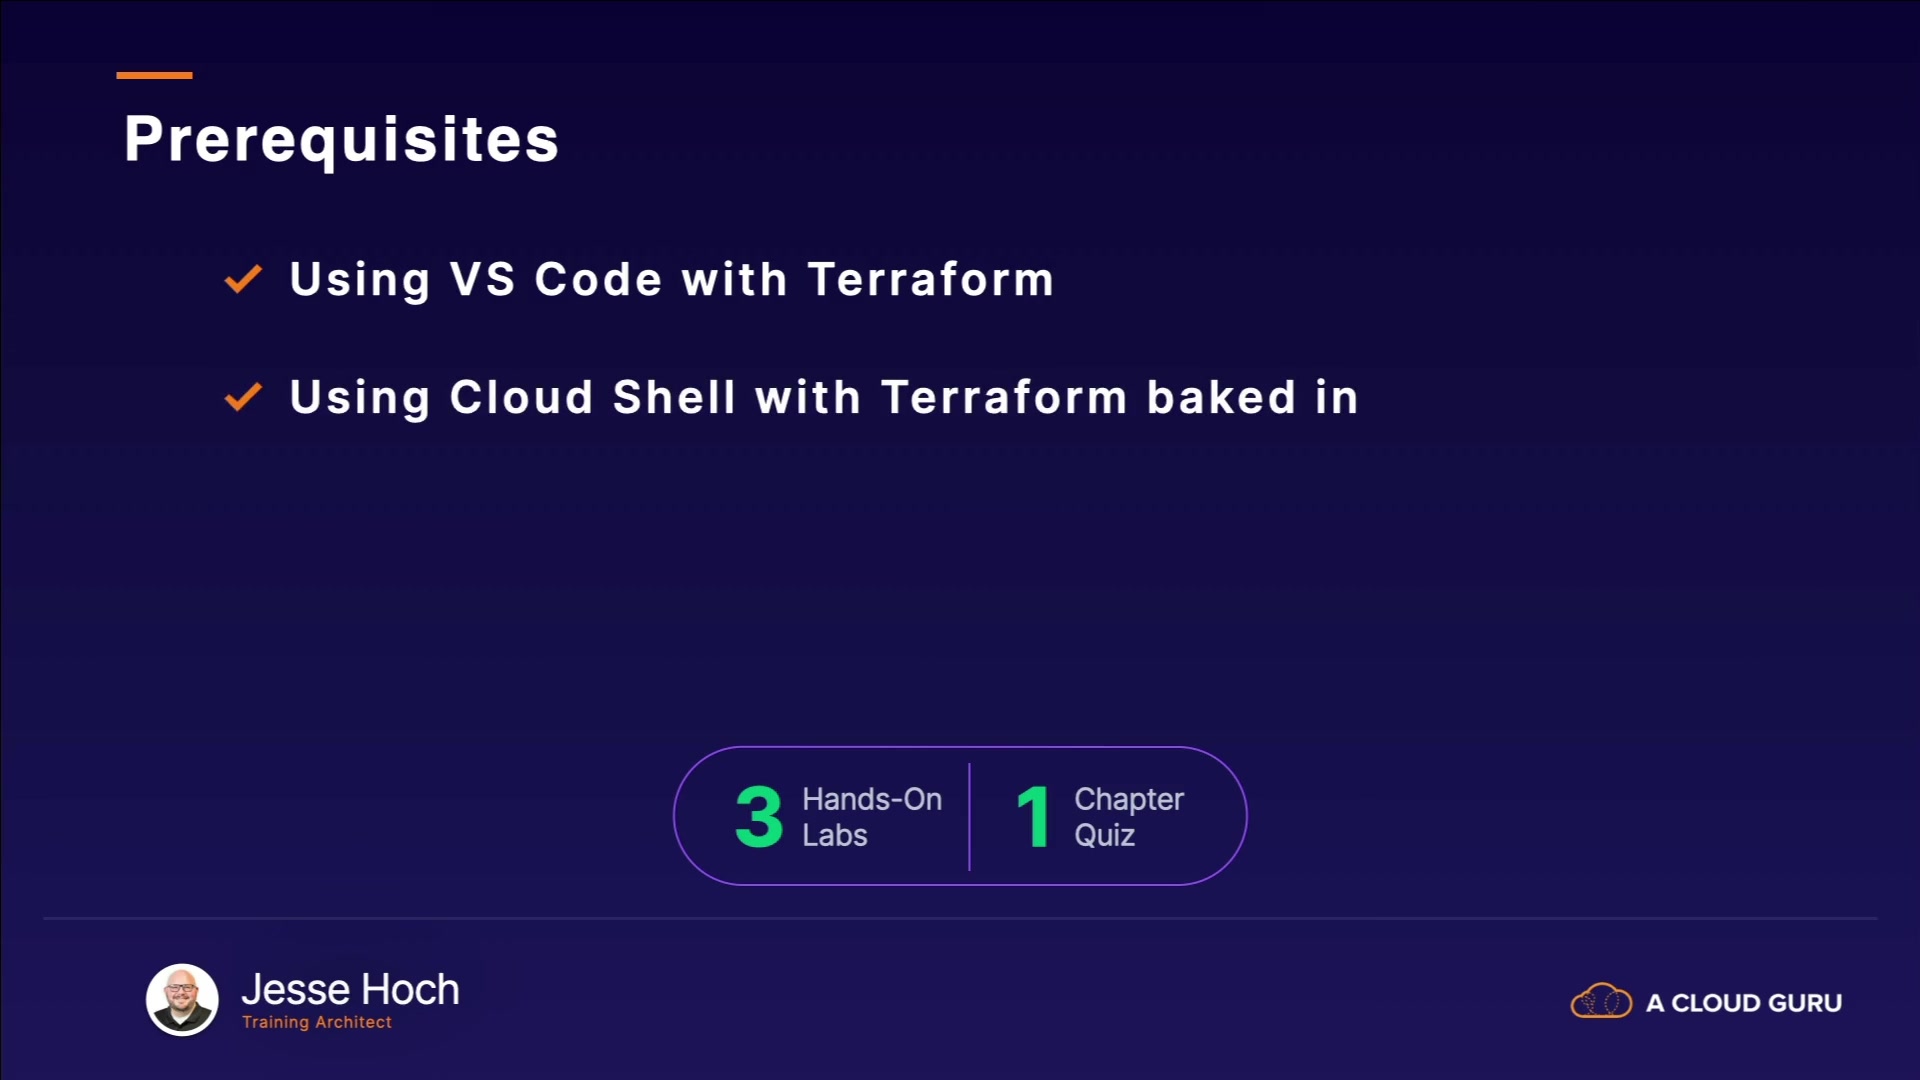 Prerequisites
Using VS Code with Terraform
Using Cloud Shell with Terraform baked in
3 Hands-On
Labs
1 Chapter
Quiz
Jesse Hoch
Training Architect
A CLOUD GURU